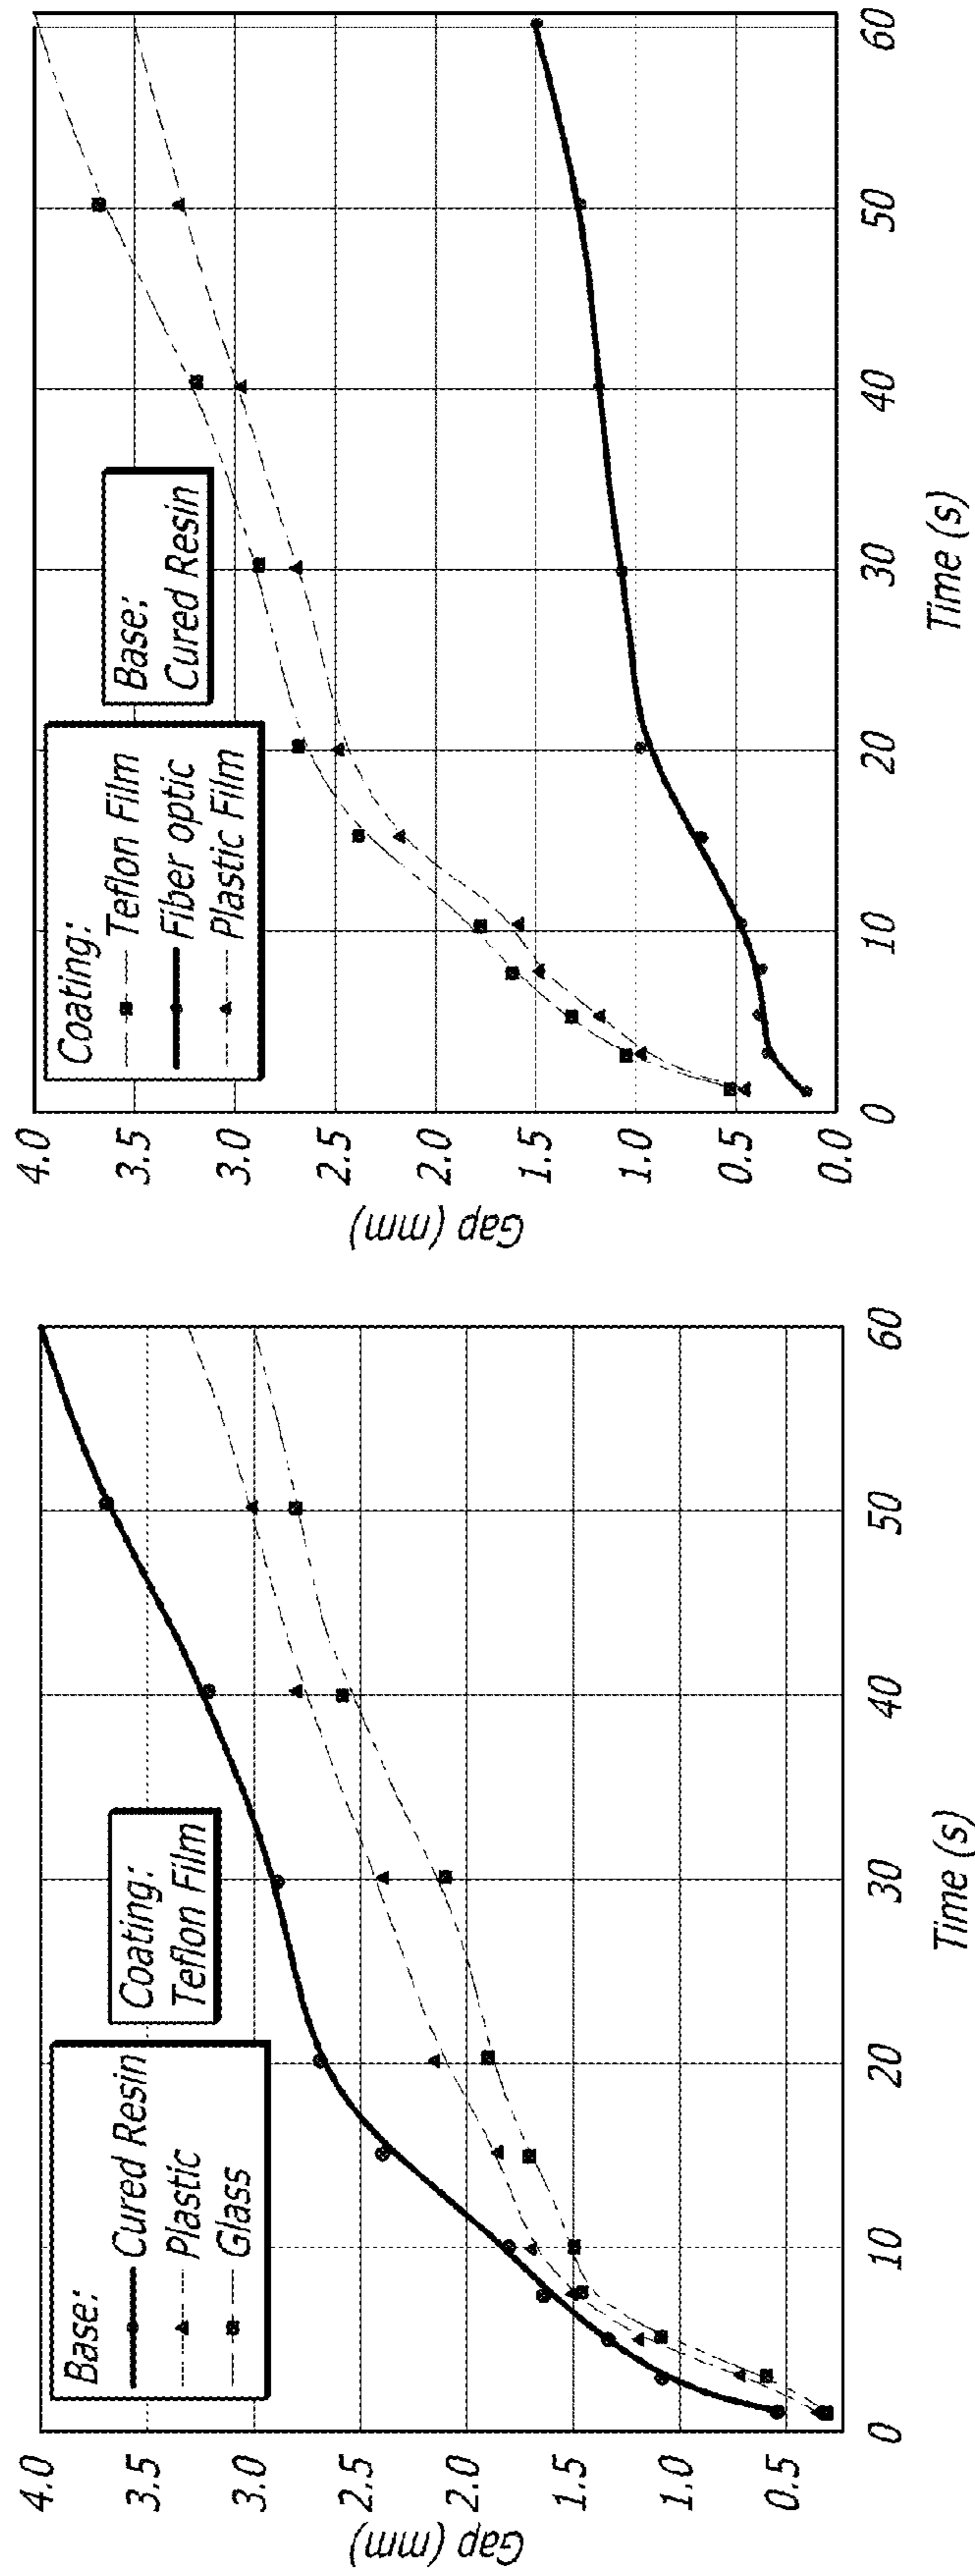 4.0
3.5
3.0
2.5
2.0
1.5
1.0
0.5
Gap (mm)
Base:
Cured Resin
Plastic
Glass
Coating:
Teflon Film
0 10 20 30 40 50 60
Time (s)
4.0
3.5
3.0
2.5
2.0
1.5
1.0
0.5
0.0
Gap (mm)
Coating:
Teflon Film
Fiber optic
Plastic Film
Base:
Cured Resin
0 10 20 30 40 50 60
Time (s)